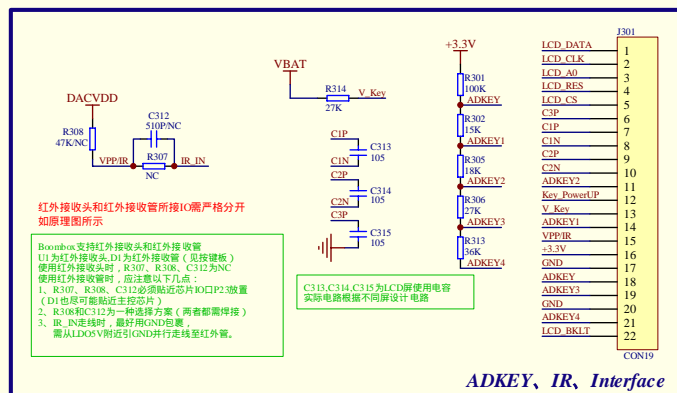 J301
+3.3V
LCD_DATA 1
LCD_CLK 2
LCD_A0 3
LCD_RES 4
LCD_CS 5
C3P 6
C1P 7
C1N 8
C2P 9
C2N 10
ADKEY2 11
Key_PowerUP 12
V_Key 13
ADKEY1 14
VPP/IR 15
+3.3V 16
GND 17
ADKEY 18
ADKEY3 19
GND 20
ADKEY4 21
LCD_BKLT 22
CON19
VBAT
R314
27K
V_Key
R301
100K
ADKEY
R302
15K
ADKEY1
R305
18K
ADKEY2
R306
27K
ADKEY3
R313
36K
ADKEY4
DACVDD
R308
47K/NC
C312
510P/NC
VPP/IR
R307
NC
IR_IN
C1P
C313
105
C1N
C2P
C314
105
C2N
C3P
C315
105
红外接收头和红外接收管所接IO需严格分开
如原理图所示
Boombox支持红外接收头和红外接收管
U1为红外接收头,D1为红外接收管（见按键板）
使用红外接收头时，R307、R308、C312为NC
使用红外接收管时，应注意以下几点：
1、R307、R308、C312必须贴近芯片IO口P23放置
（D1也尽可能贴近主控芯片）
2、R308和C312为一种选择方案（两者都需焊接）
3、IR_IN走线时，最好用GND包裹，
需从LDO5V附近引GND并行走线至红外管。
C313,C314,C315为LCD屏使用电容
实际电路根据不同屏设计电路
ADKEY、IR、Interface